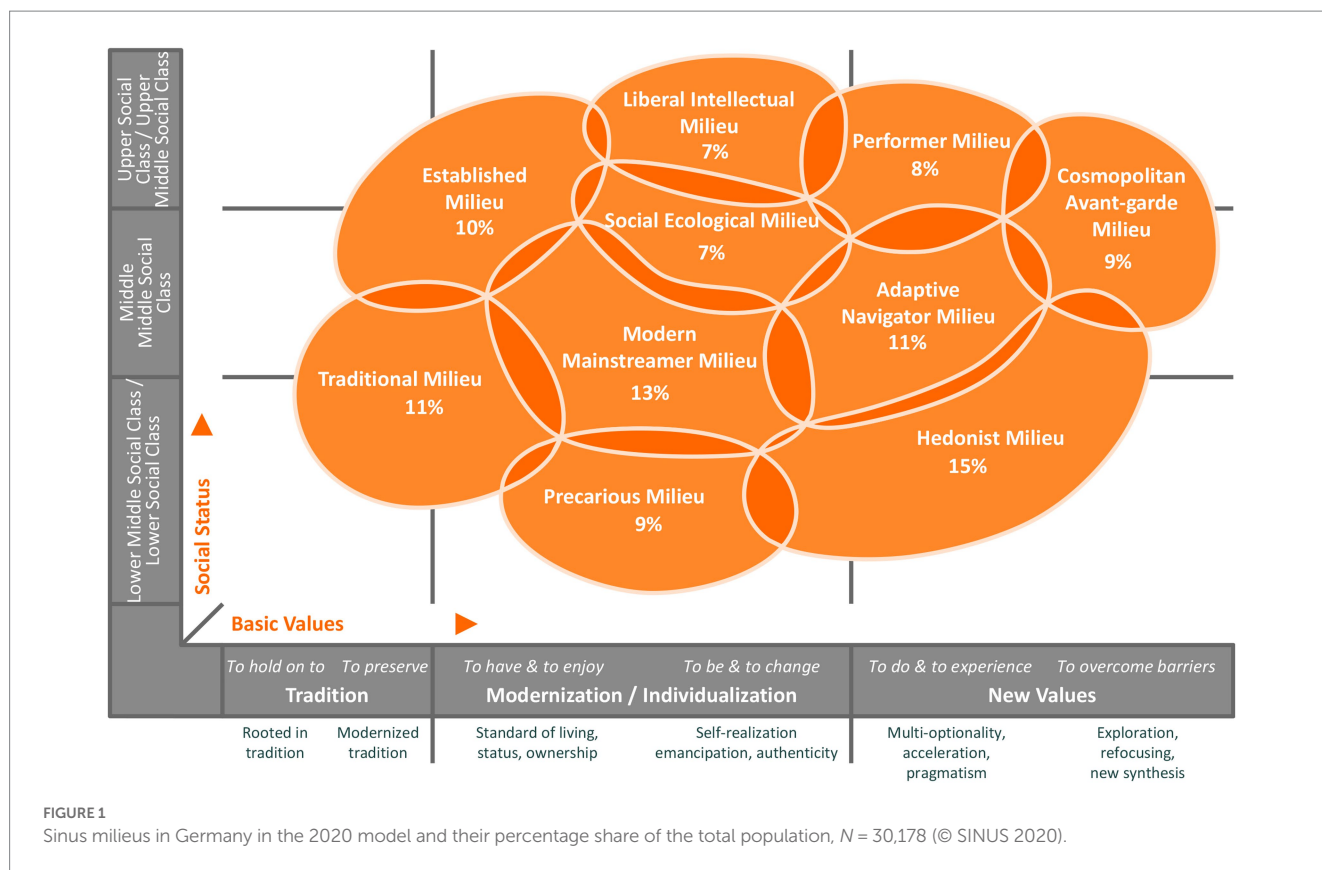 Upper Social
Class / Upper
Middle Social Class
Middle
Middle Social
Class
Lower Middle Social Class /
Lower Social Class
Social Status
Liberal Intellectual
Milieu
7%
Performer Milieu
8%
Cosmopolitan
Avant-garde
Milieu
9%
Established
Milieu
10%
Social Ecological Milieu
7%
Adaptive
Navigator Milieu
11%
Modern
Mainstreamer Milieu
13%
Traditional Milieu
11%
Hedonist Milieu
15%
Precarious Milieu
9%
Basic Values
To hold on to To preserve
Tradition
To have & to enjoy To be & to change
Modernization / Individualization
To do & to experience To overcome barriers
New Values
Rooted in
tradition
Modernized
tradition
Standard of living,
status, ownership
Self-realization
emancipation, authenticity
Multi-optionality,
acceleration,
pragmatism
Exploration,
refocusing,
new synthesis
FIGURE 1
Sinus milieus in Germany in the 2020 model and their percentage share of the total population, N = 30,178 (© SINUS 2020).